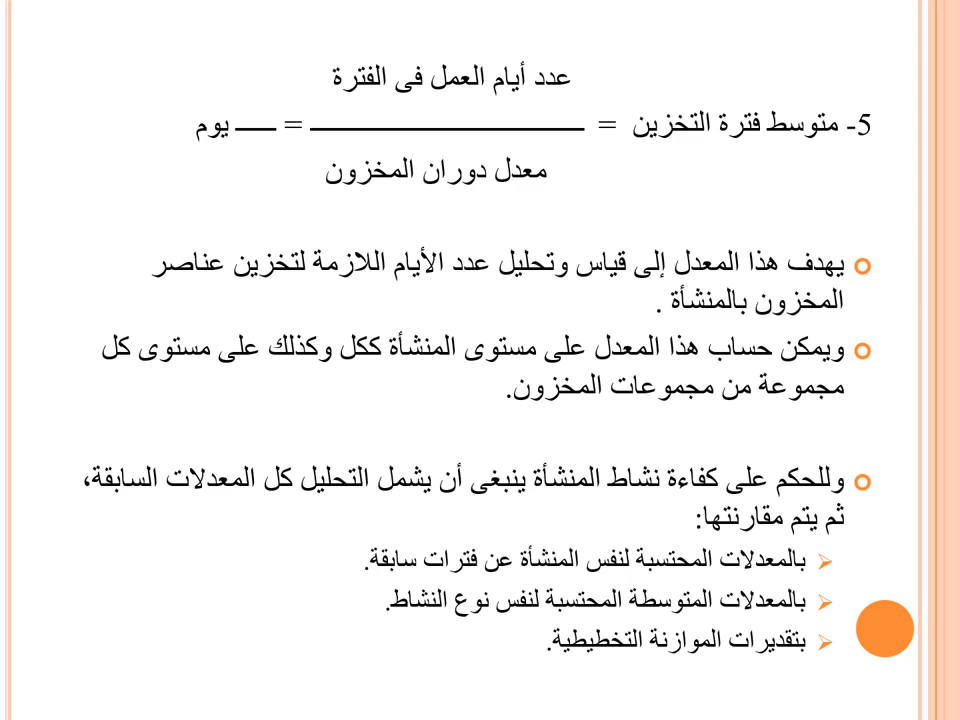 عدد أيام العمل فى الفترة
5- متوسط فترة التخزين = ـــــــــــــــــــــــــــــــــــ = ـــــ يوم
معدل دوران المخزون
يهدف هذا المعدل إلى قياس وتحليل عدد الأيام اللازمة لتخزين عناصر
المخزون بالمنشأة .
ويمكن حساب هذا المعدل على مستوى المنشأة ككل وكذلك على مستوى كل
مجموعة من مجموعات المخزون.
وللحكم على كفاءة نشاط المنشأة ينبغى أن يشمل التحليل كل المعدلات السابقة،
ثم يتم مقارنتها:
بالمعدلات المحتسبة لنفس المنشأة عن فترات سابقة.
بالمعدلات المتوسطة المحتسبة لنفس نوع النشاط.
بتقديرات الموازنة التخطيطية.